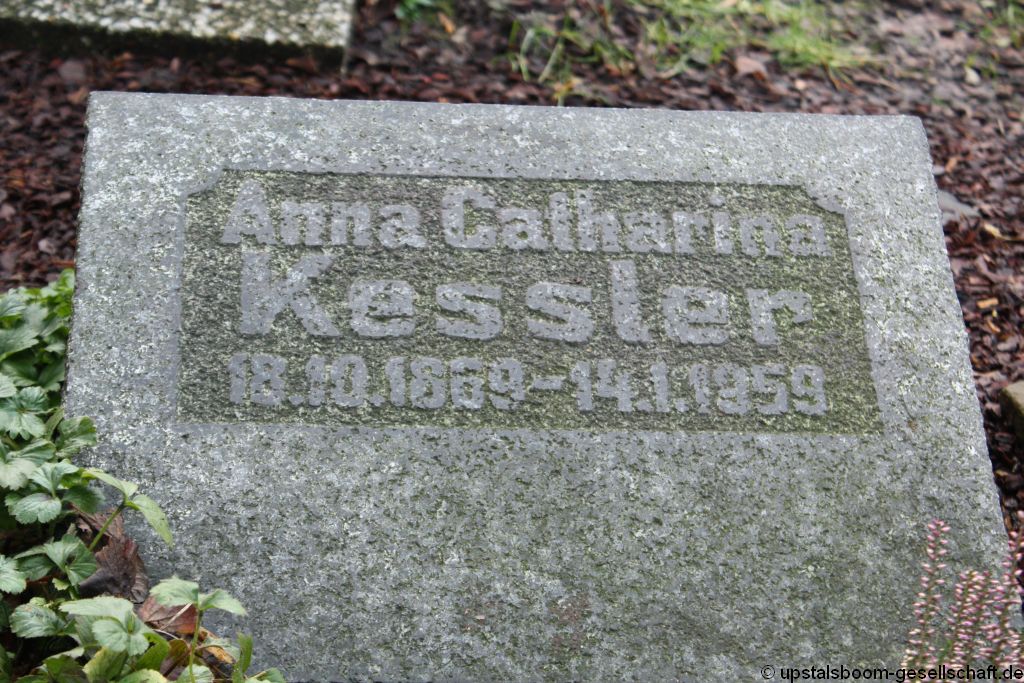 Anna Catharina
Kessler
18.10.1869-14.1.1959
© upstalsboom-gesellschaft.de